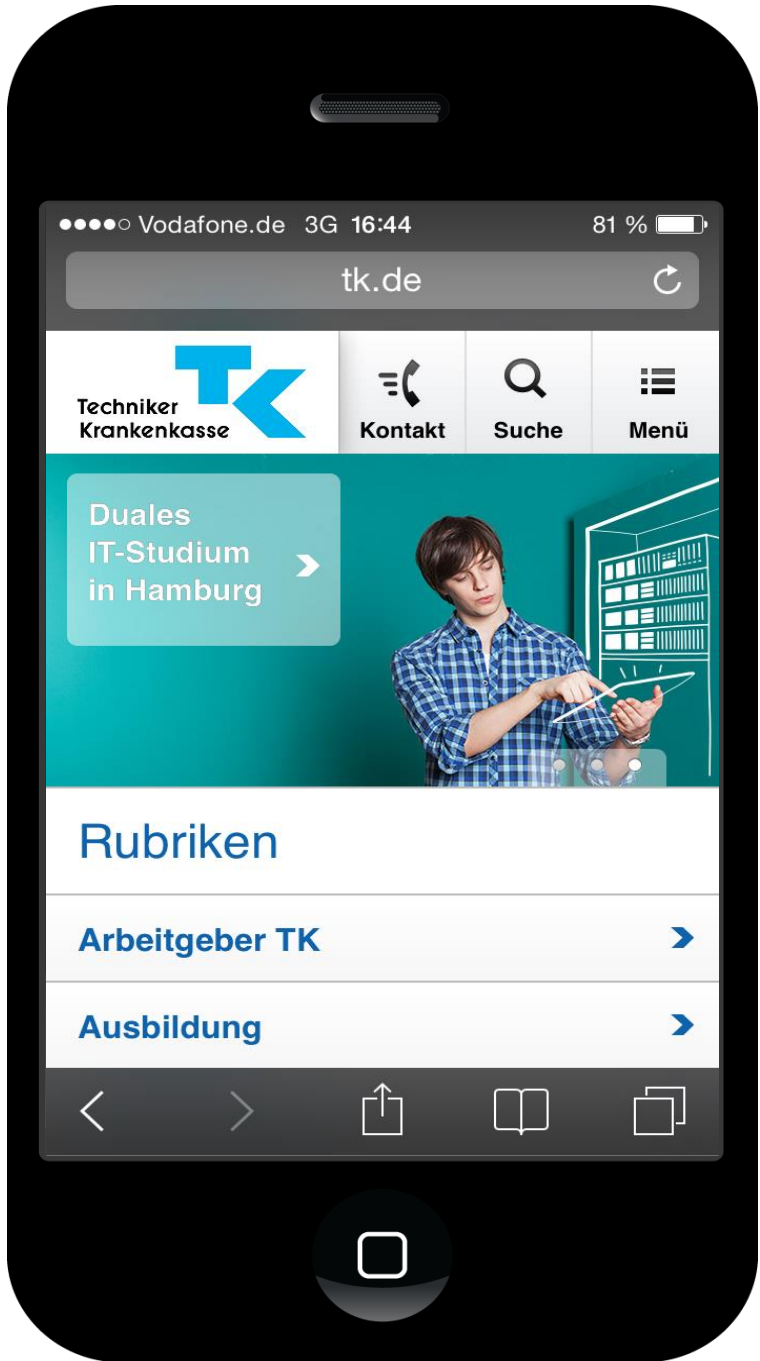 Vodafone.de 3G 16:44 81 %
tk.de
Techniker
Krankenkasse
TK
Kontakt
Suche
Menü
Duales
IT-Studium
in Hamburg
Rubriken
Arbeitgeber TK
Ausbildung